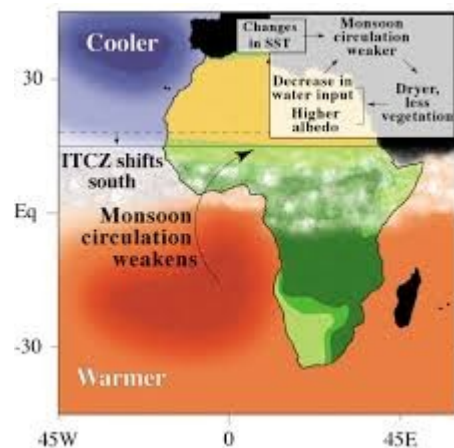 Cooler
Changes
in SST
Monsoon
circulation
weaker
Decrease in
water input
Higher
albedo
Dryer,
less
vegetation
30
ITCZ shifts
south
Eq
Monsoon
circulation
weakens
-30
Warmer
45W
0
45E